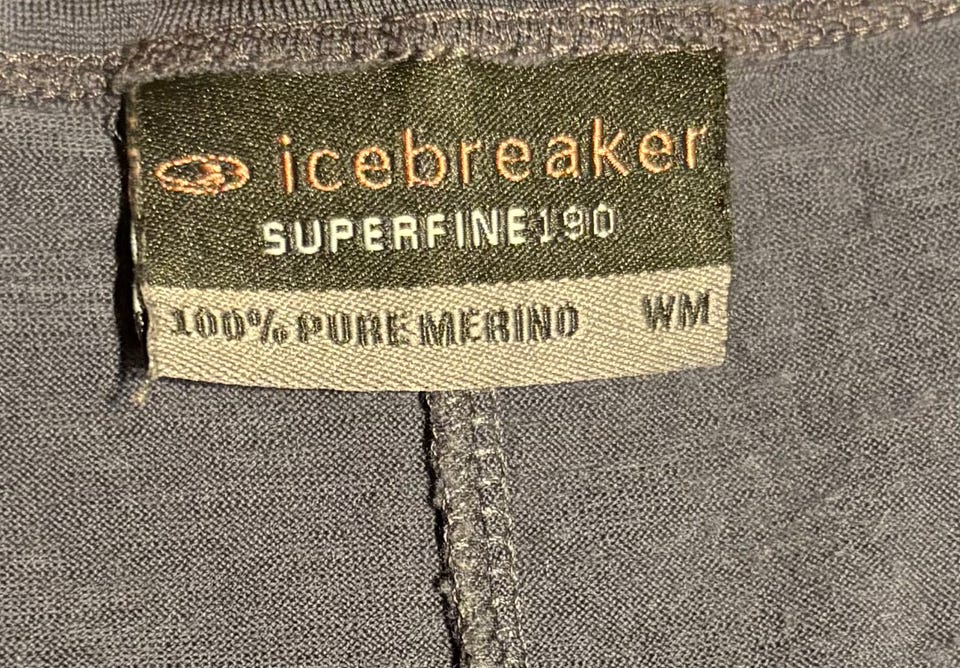 icebreaker
SUPERFINE190
100% PURE MERINO WM